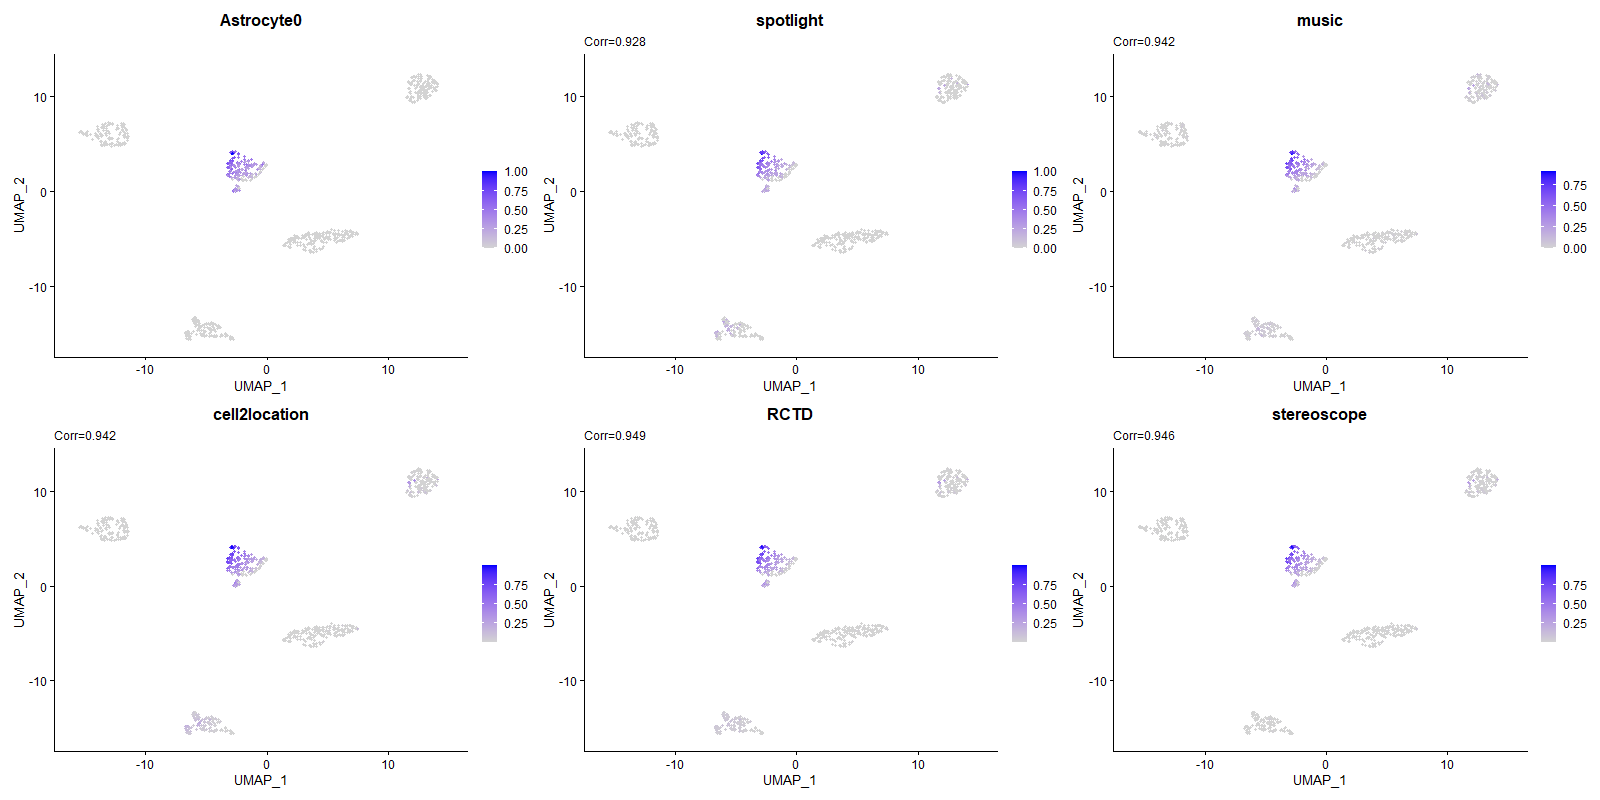 Astrocyte0
10
0
-10
UMAP_2
-10
0
10
UMAP_1
1.00
0.75
0.50
0.25
0.00
spotlight
Corr=0.928
10
0
-10
UMAP_2
-10
0
10
UMAP_1
1.00
0.75
0.50
0.25
0.00
music
Corr=0.942
10
0
-10
UMAP_2
-10
0
10
UMAP_1
0.75
0.50
0.25
0.00
cell2location
Corr=0.942
10
0
-10
UMAP_2
-10
0
10
UMAP_1
0.75
0.50
0.25
RCTD
Corr=0.949
10
0
-10
UMAP_2
-10
0
10
UMAP_1
0.75
0.50
0.25
stereoscope
Corr=0.946
10
0
-10
UMAP_2
-10
0
10
UMAP_1
0.75
0.50
0.25